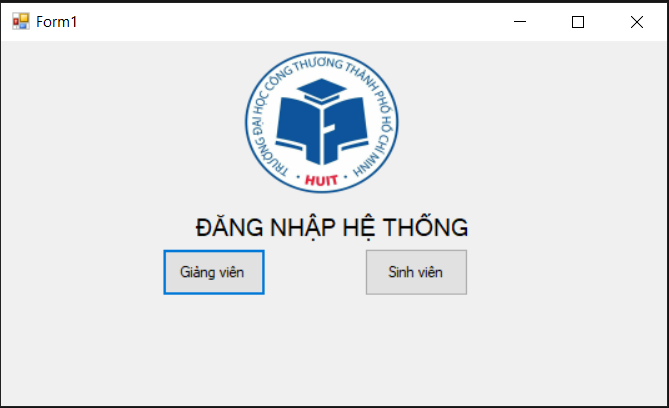 Form1
TRƯỜNG ĐẠI HỌC CÔNG THƯƠNG THÀNH PHỐ HỒ CHÍ MINH
HUIT
ĐĂNG NHẬP HỆ THỐNG
Giảng viên
Sinh viên